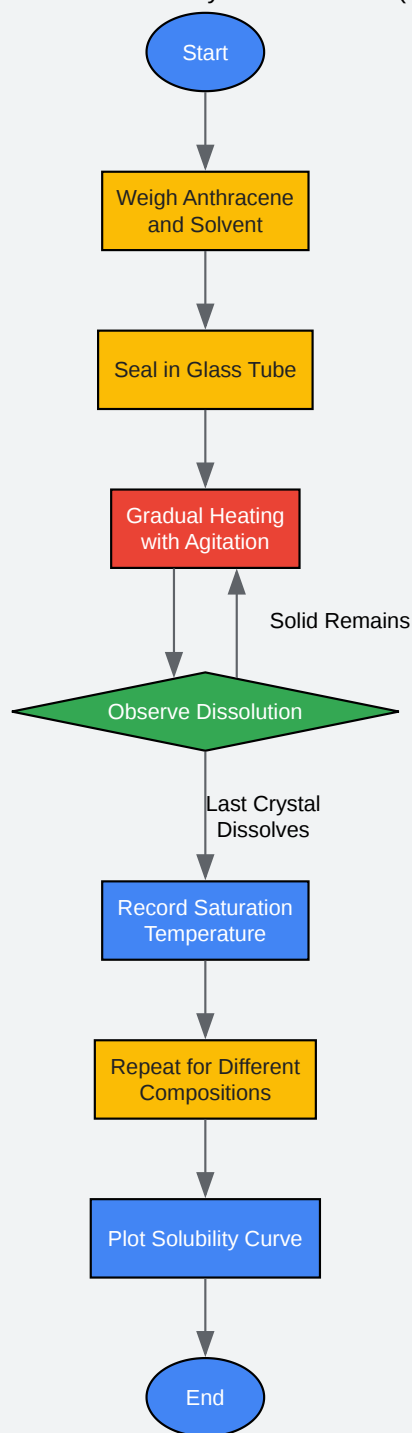 Start
Weigh Anthracene
and Solvent
Seal in Glass Tube
Gradual Heating
with Agitation
Solid Remains
Observe Dissolution
Last Crystal
Dissolves
Record Saturation
Temperature
Repeat for Different
Compositions
Plot Solubility Curve
End